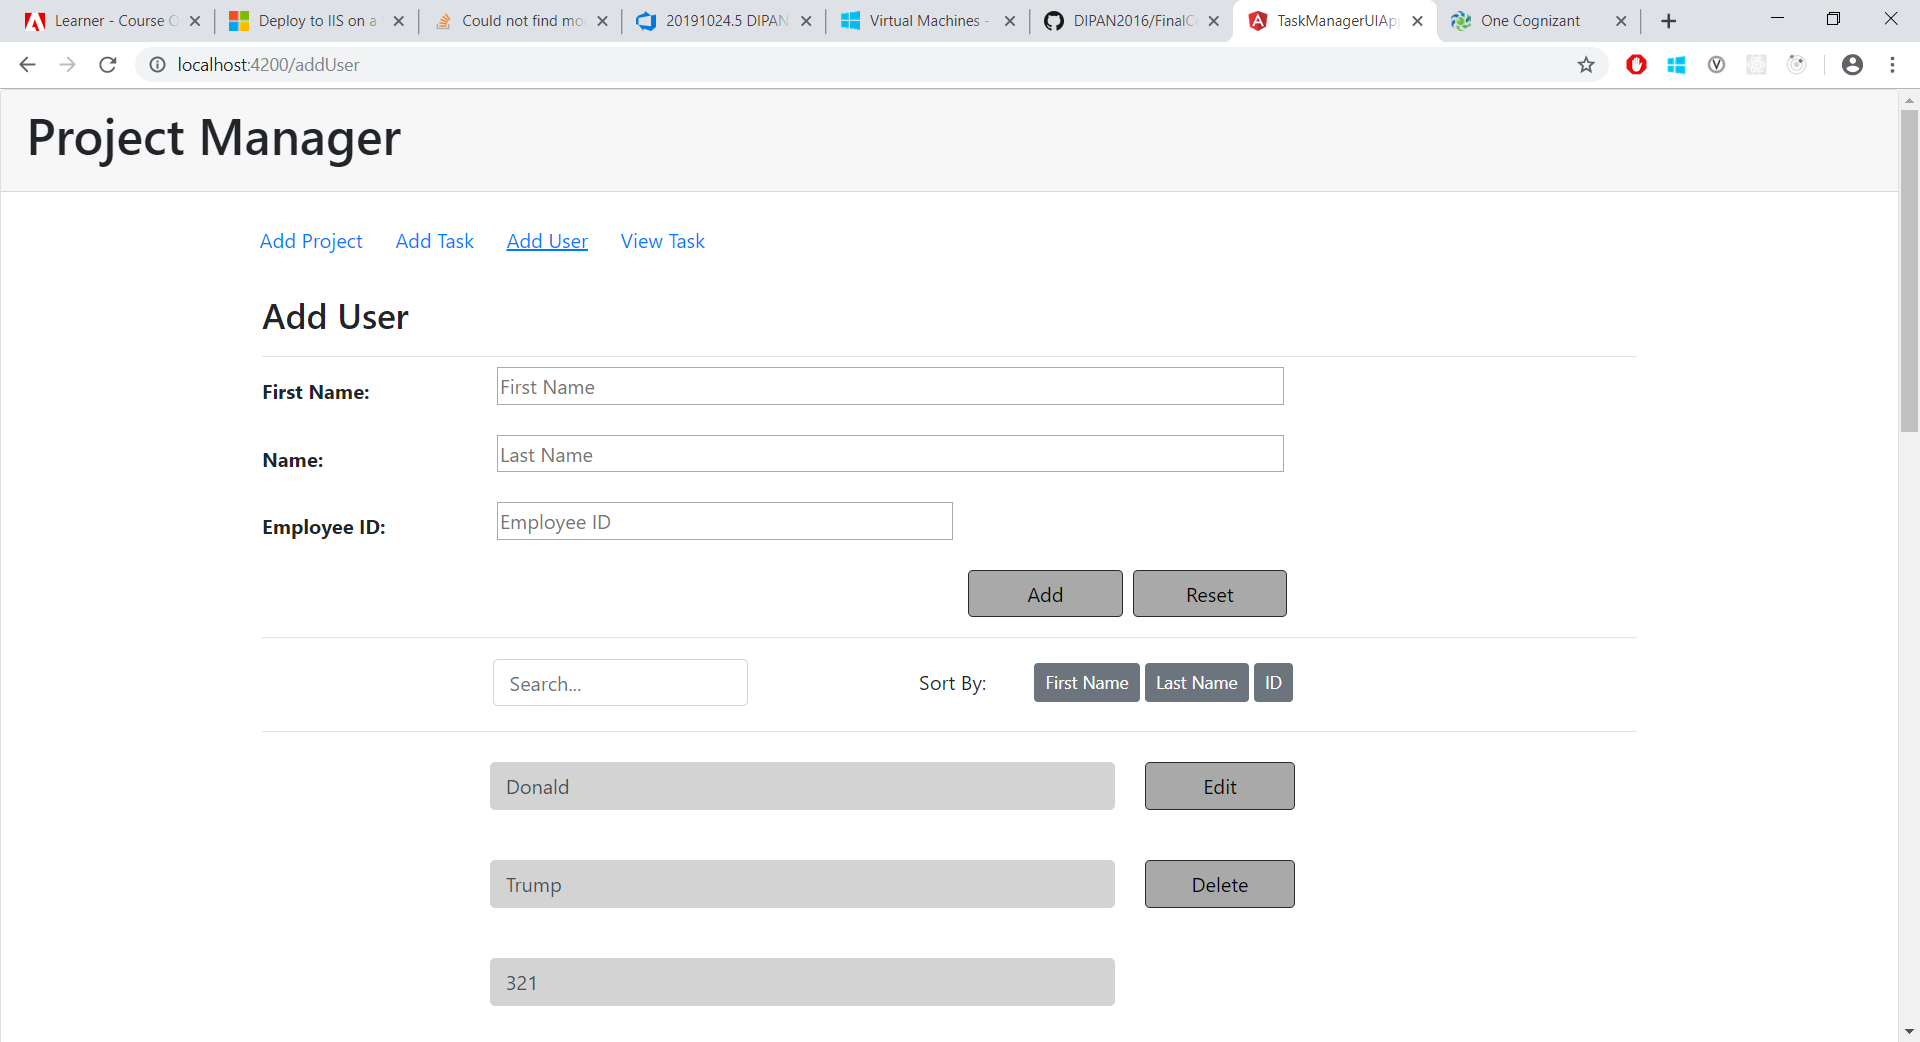 Learner - Course O
Deploy to IIS on a
Could not find mo
20191024.5 DIPAN
Virtual Machines -
DIPAN2016/FinalC
TaskManagerUIAp
One Cognizant
localhost:4200/addUser
Project Manager
Add Project Add Task Add User View Task
Add User
First Name: First Name
Name: Last Name
Employee ID: Employee ID
Add Reset
Search... Sort By: First Name Last Name ID
Donald Edit
Trump Delete
321